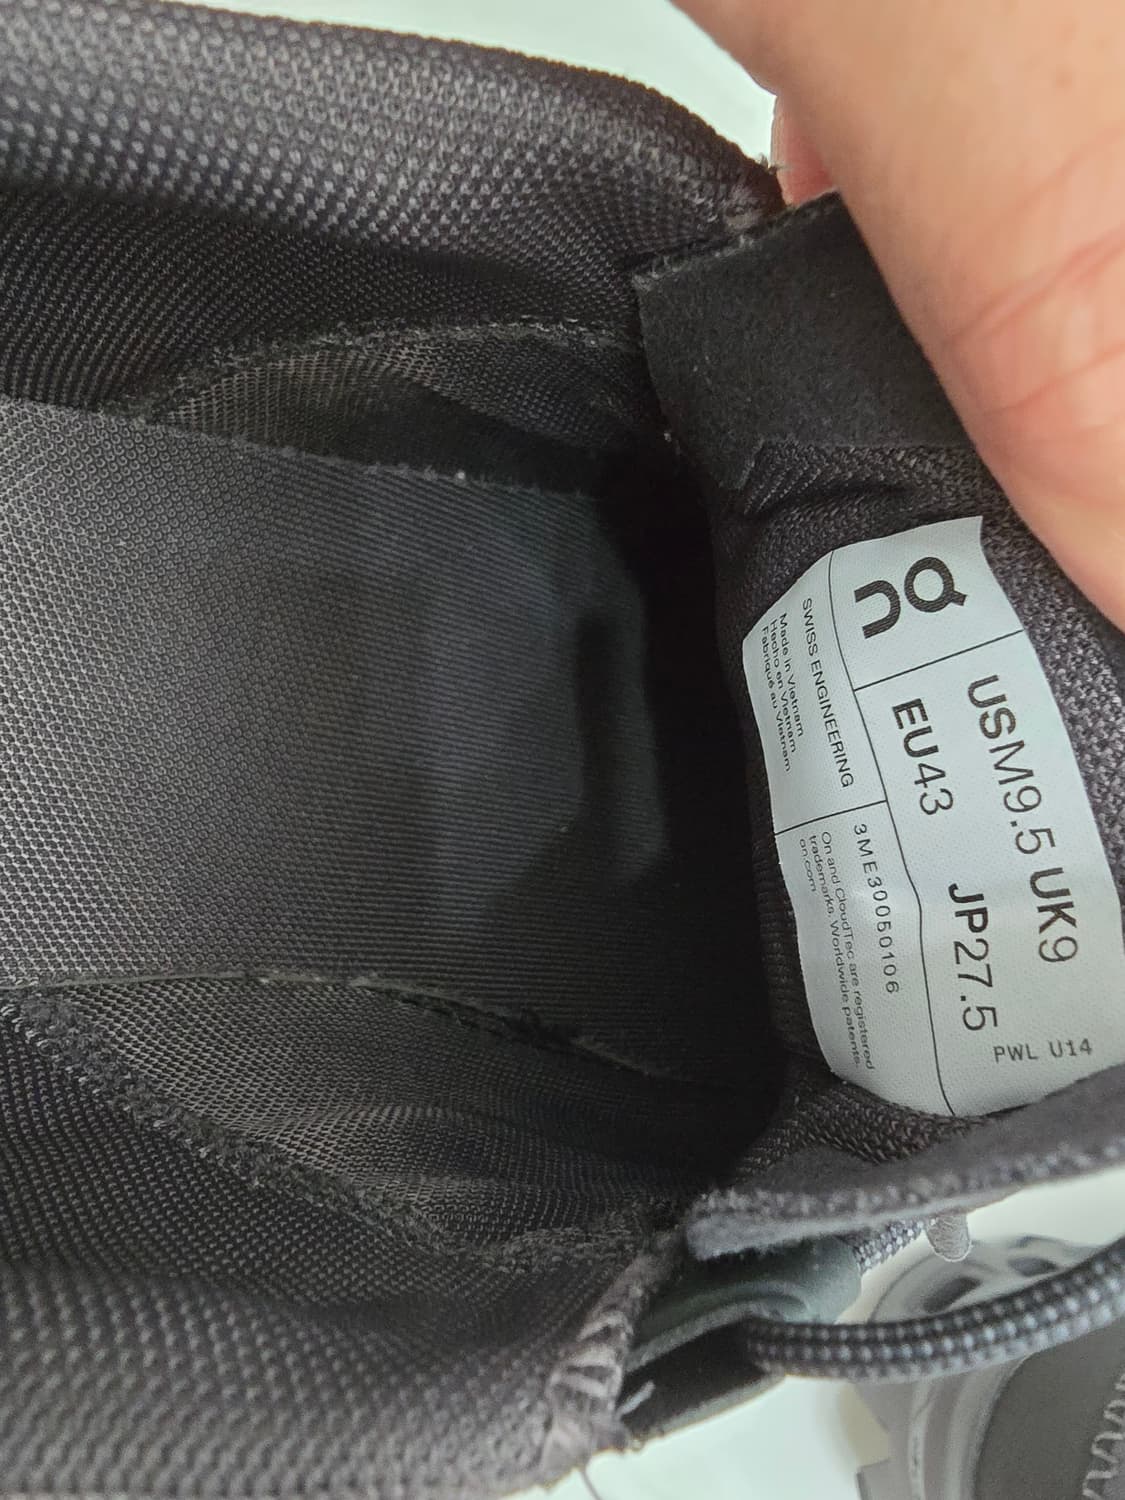 On
USM9.5 UK9
EU43 JP27.5
PWL U14
SWISS ENGINEERING
Made in Vietnam
Hecho en Vietnam
Fabriqué au Vietnam
3ME30050106
On and CloudTec are registered
trademarks. Worldwide patents.
on.com